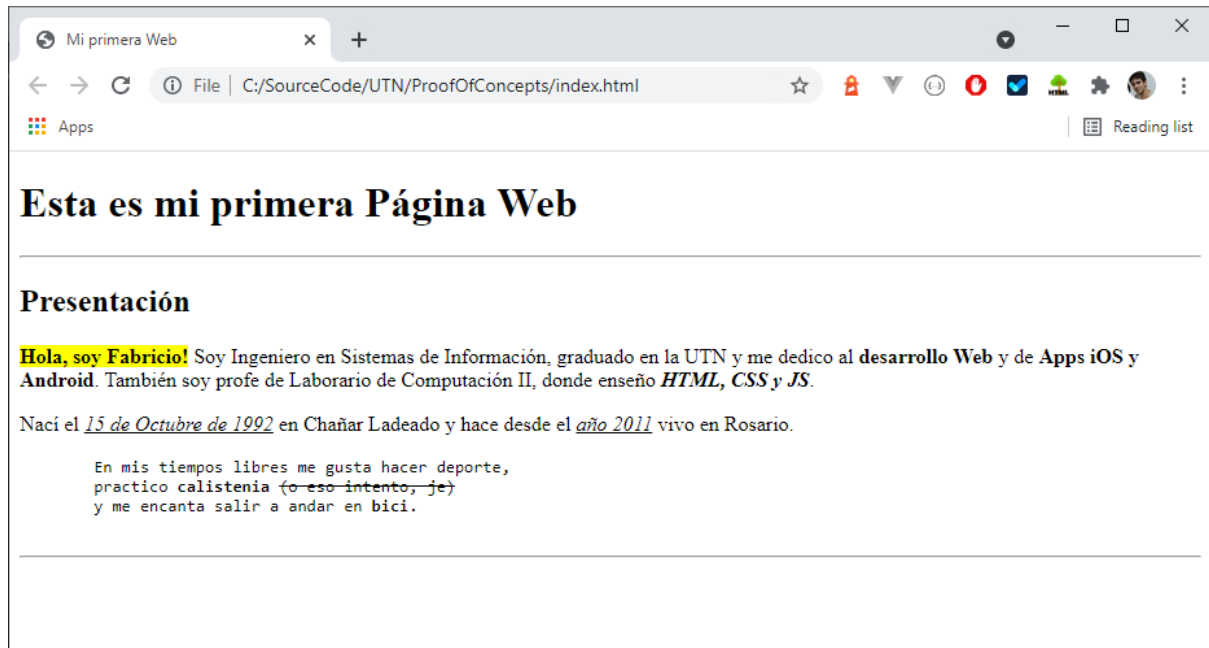 Mi primera Web
File C:/SourceCode/UTN/ProofOfConcepts/index.html
HTML
Apps
Reading list
Esta es mi primera Página Web
Presentación
Hola, soy Fabricio! Soy Ingeniero en Sistemas de Información, graduado en la UTN y me dedico al desarrollo Web y de Apps iOS y
Android. También soy profe de Laborario de Computación II, donde enseño HTML, CSS y JS.
Nací el 15 de Octubre de 1992 en Chañar Ladeado y hace desde el año 2011 vivo en Rosario.
En mis tiempos libres me gusta hacer deporte,
practico calistenia (o eso intento, je)
y me encanta salir a andar en bici.